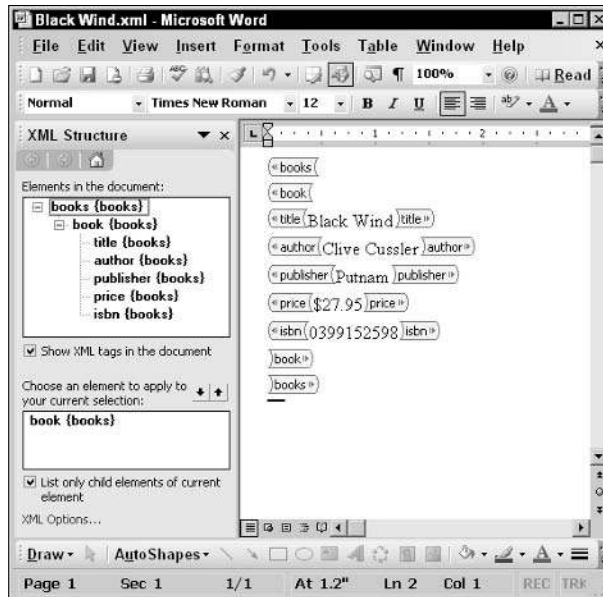 Black Wind.xml - Microsoft Word
File Edit View Insert Format Tools Table Window Help
100% Read
Normal Times New Roman 12 B I U ab A
XML Structure
Elements in the document:
books {books}
book {books}
title {books}
author {books}
publisher {books}
price {books}
isbn {books}
Show XML tags in the document
Choose an element to apply to
your current selection:
book {books}
List only child elements of current
element
XML Options...
1 2
books
book
title Black Wind title
author Clive Cussler author
publisher Putnam publisher
price $27.95 price
isbn 0399152598 isbn
book
books
Draw AutoShapes A
Page 1 Sec 1 1/1 At 1.2" Ln 2 Col 1 REC TRK